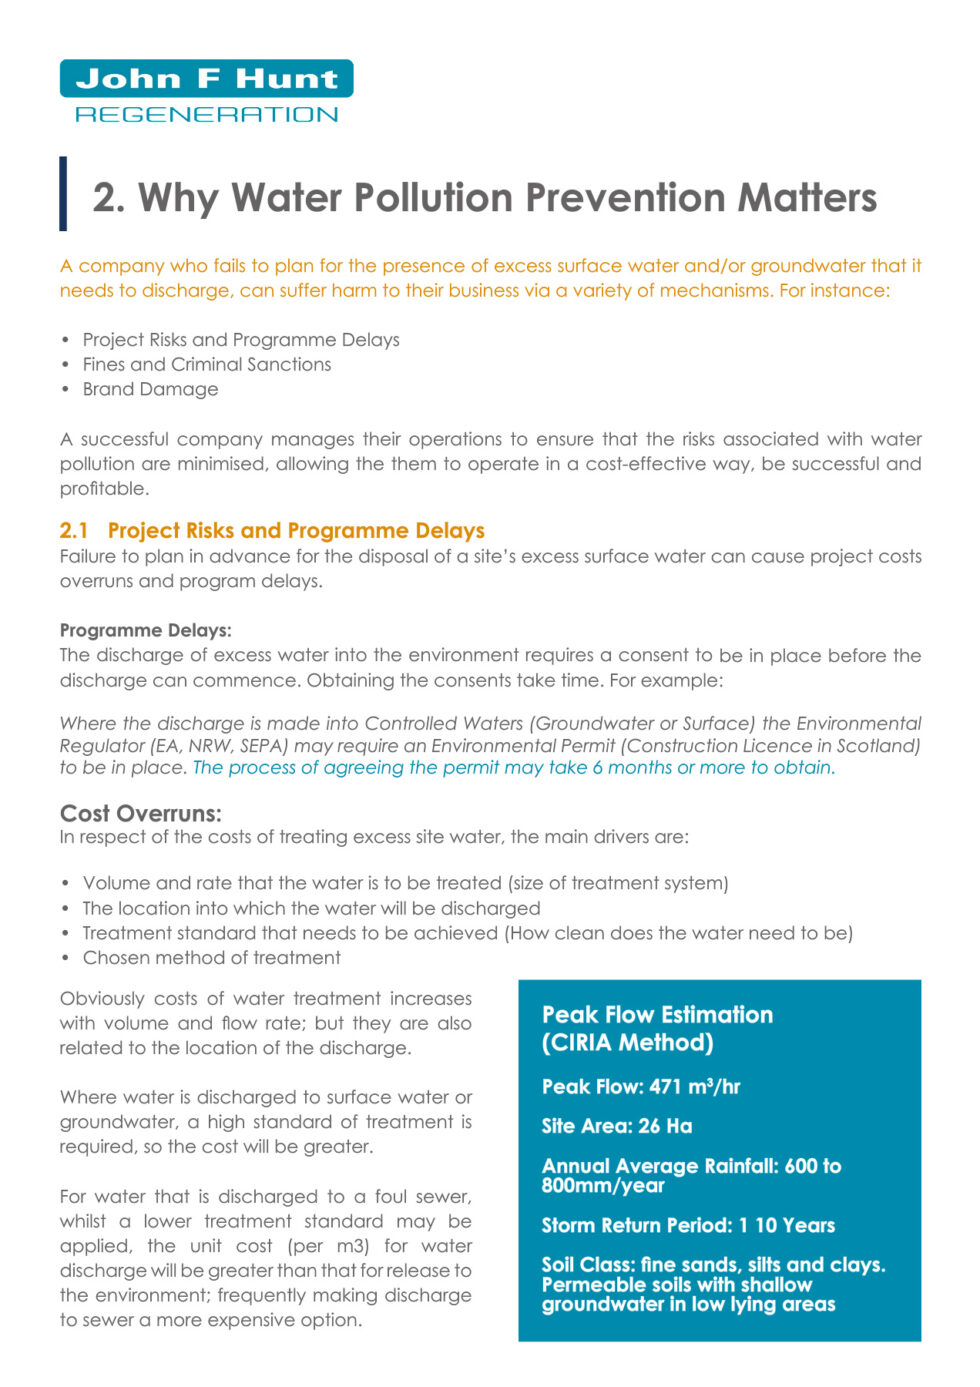 John F Hunt
REGENERATION
2. Why Water Pollution Prevention Matters
A company who fails to plan for the presence of excess surface water and/or groundwater that it
needs to discharge, can suffer harm to their business via a variety of mechanisms. For instance:
• Project Risks and Programme Delays
• Fines and Criminal Sanctions
• Brand Damage
A successful company manages their operations to ensure that the risks associated with water
pollution are minimised, allowing the them to operate in a cost-effective way, be successful and
profitable.
2.1 Project Risks and Programme Delays
Failure to plan in advance for the disposal of a site's excess surface water can cause project costs
overruns and program delays.
Programme Delays:
The discharge of excess water into the environment requires a consent to be in place before the
discharge can commence. Obtaining the consents take time. For example:
Where the discharge is made into Controlled Waters (Groundwater or Surface) the Environmental
Regulator (EA, NRW, SEPA) may require an Environmental Permit (Construction Licence in Scotland)
to be in place. The process of agreeing the permit may take 6 months or more to obtain.
Cost Overruns:
In respect of the costs of treating excess site water, the main drivers are:
• Volume and rate that the water is to be treated (size of treatment system)
• The location into which the water will be discharged
• Treatment standard that needs to be achieved (How clean does the water need to be)
• Chosen method of treatment
Obviously costs of water treatment increases
with volume and flow rate; but they are also
related to the location of the discharge.
Where water is discharged to surface water or
groundwater, a high standard of treatment is
required, so the cost will be greater.
For water that is discharged to a foul sewer,
whilst a lower treatment standard may be
applied, the unit cost (per m3) for water
discharge will be greater than that for release to
the environment; frequently making discharge
to sewer a more expensive option.
Peak Flow Estimation
(CIRIA Method)
Peak Flow: 471 m³/hr
Site Area: 26 Ha
Annual Average Rainfall: 600 to
800mm/year
Storm Return Period: 1 10 Years
Soil Class: fine sands, silts and clays.
Permeable soils with shallow
groundwater in low lying areas